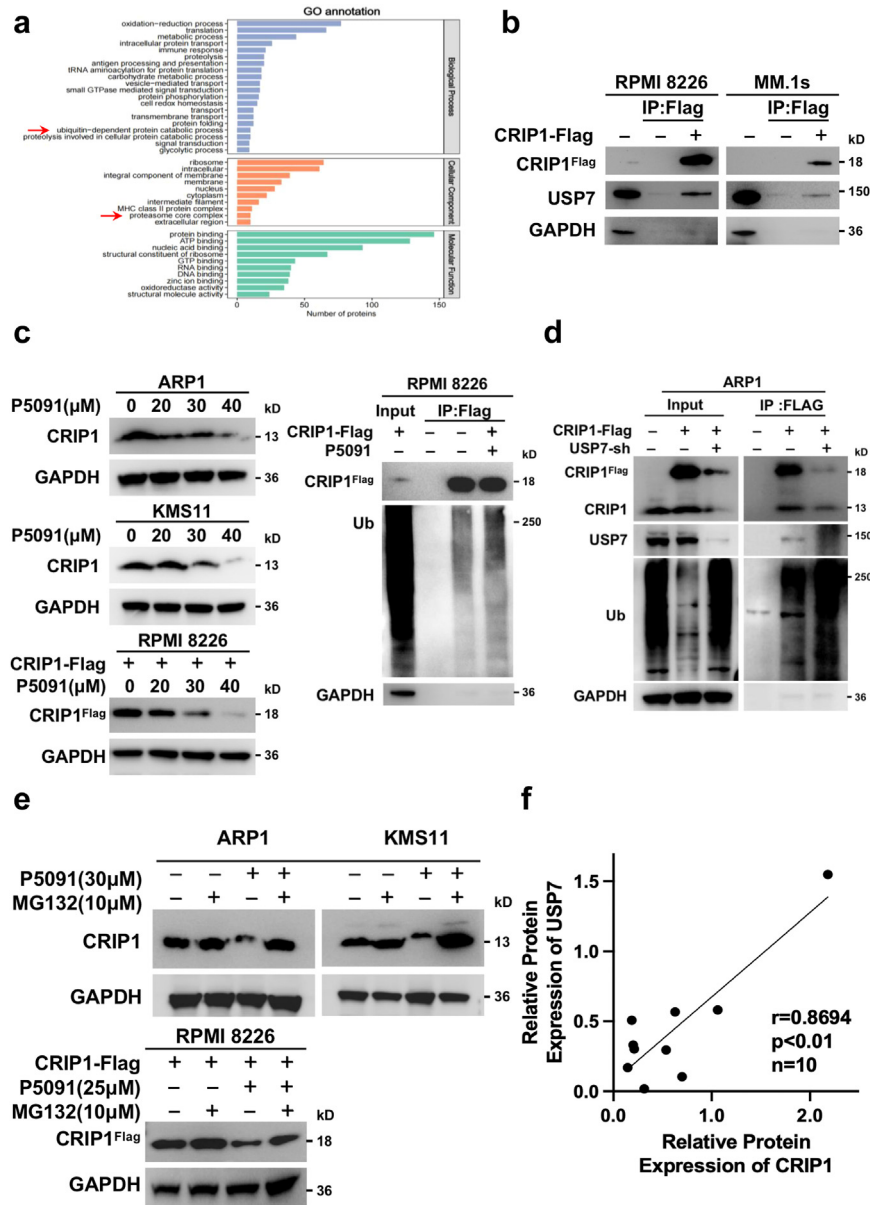 a
GO annotation
oxidation-reduction process
translation
metabolic process
intracellular protein transport
immune response
proteolysis
antigen processing and presentation
tRNA aminoacylation for protein translation
carbohydrate metabolic process
vesicle-mediated transport
small GTPase mediated signal transduction
protein phosphorylation
cell redox homeostasis
transport
transmembrane transport
protein folding
ubiquitin-dependent protein catabolic process
proteolysis involved in cellular protein catabolic process
signal transduction
glycolytic process
Biological Process
ribosome
intracellular
integral component of membrane
membrane
nucleus
cytoplasm
intermediate filament
MHC class II protein complex
proteasome core complex
extracellular region
Cellular Component
protein binding
ATP binding
nucleic acid binding
structural constituent of ribosome
GTP binding
RNA binding
DNA binding
zinc ion binding
oxidoreductase activity
structural molecule activity
Molecular Function
0 50 100 150
Number of proteins
b
RPMI 8226 MM.1s
IP:Flag IP:Flag
CRIP1-Flag – – + – – + kD
CRIP1Flag 18
USP7 150
GAPDH 36
c
ARP1
P5091(μM) 0 20 30 40 kD
CRIP1 13
GAPDH 36
KMS11
P5091(μM) 0 20 30 40 kD
CRIP1 13
GAPDH 36
RPMI 8226
CRIP1-Flag + + + +
P5091(μM) 0 20 30 40 kD
CRIP1Flag 18
GAPDH 36
RPMI 8226
Input IP:Flag
CRIP1-Flag + – – +
P5091 – – – + kD
CRIP1Flag 18
Ub 250
GAPDH 36
d
ARP1
Input IP :FLAG
CRIP1-Flag – + + – + +
USP7-sh – – + – – + kD
CRIP1Flag 18
CRIP1 13
USP7 150
Ub 250
GAPDH 36
e
ARP1 KMS11
P5091(30μM) – – + + – – + +
MG132(10μM) – + – + – + – + kD
CRIP1 13
GAPDH 36
RPMI 8226
CRIP1-Flag + + + +
P5091(25μM) – – + +
MG132(10μM) – + – + kD
CRIP1Flag 18
GAPDH 36
f
Relative Protein
Expression of USP7
1.5
1.0
0.5
0.0
r=0.8694
p<0.01
n=10
0.0 1.0 2.0
Relative Protein
Expression of CRIP1